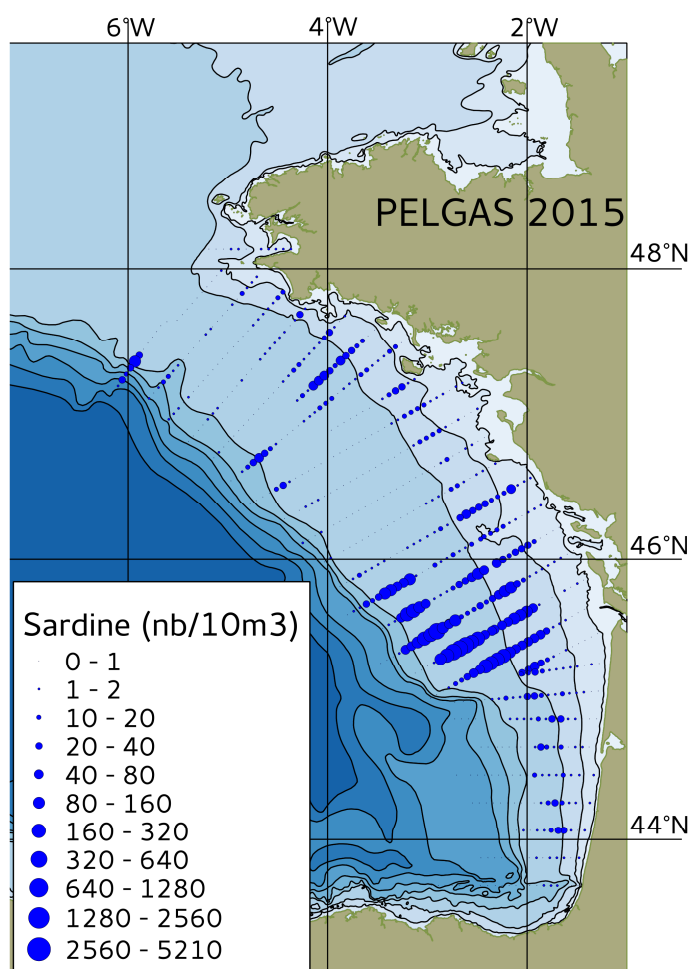 6°W 4°W 2°W
PELGAS 2015
48°N
46°N
Sardine (nb/10m3)
0 - 1
1 - 2
10 - 20
20 - 40
40 - 80
80 - 160
160 - 320
320 - 640
640 - 1280
1280 - 2560
2560 - 5210
44°N